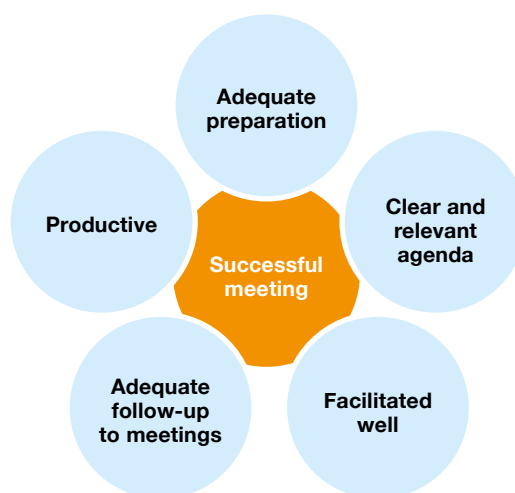 Adequate
preparation
Clear and
relevant
agenda
Facilitated
well
Adequate
follow-up
to meetings
Productive
Successful
meeting